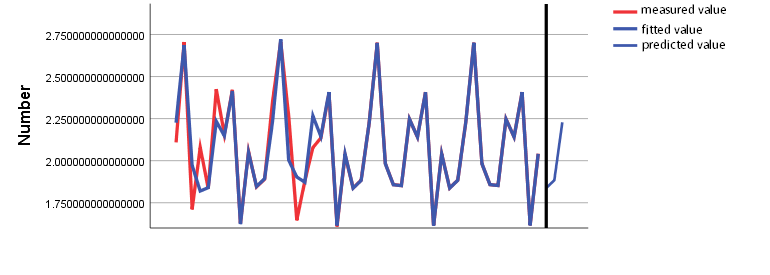 measured value
fitted value
predicted value
2.750000000000000
2.500000000000000
2.250000000000000
2.000000000000000
1.750000000000000
Number